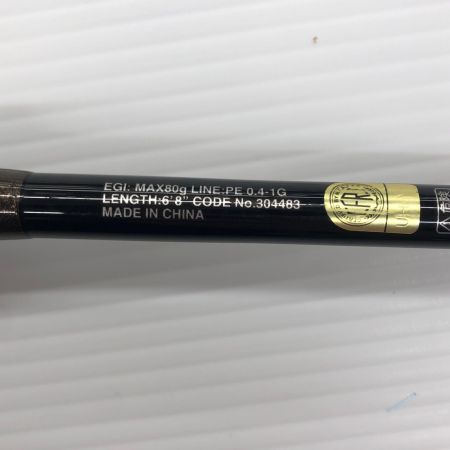 EGI: MAX80g LINE:PE 0.4-1G
LENGTH:6'8" CODE No.304483
MADE IN CHINA